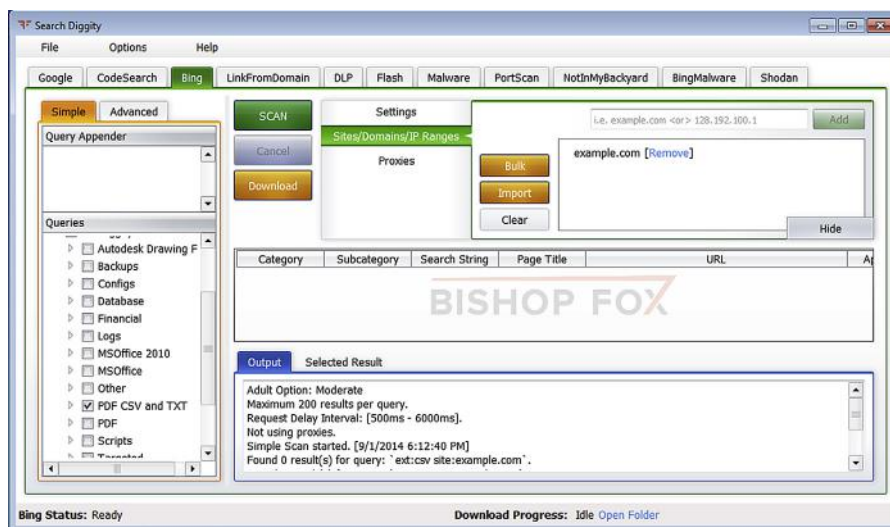 Search Diggity
File Options Help
Google CodeSearch Bing LinkFromDomain DLP Flash Malware PortScan NotInMyBackyard BingMalware Shodan
Simple Advanced
Query Appender
Queries
Autodesk Drawing F
Backups
Configs
Database
Financial
Logs
MSOffice 2010
MSOffice
Other
PDF CSV and TXT
PDF
Scripts
Targeted
SCAN
Cancel
Download
Settings
Sites/Domains/IP Ranges
Proxies
i.e. example.com <or> 128.192.100.1 Add
Bulk
Import
Clear
example.com [Remove]
Hide
Category Subcategory Search String Page Title URL Ap
BISHOP FOX
Output Selected Result
Adult Option: Moderate
Maximum 200 results per query.
Request Delay Interval: [500ms - 6000ms].
Not using proxies.
Simple Scan started. [9/1/2014 6:12:40 PM]
Found 0 result(s) for query: `ext:csv site:example.com`.
Bing Status: Ready Download Progress: Idle Open Folder